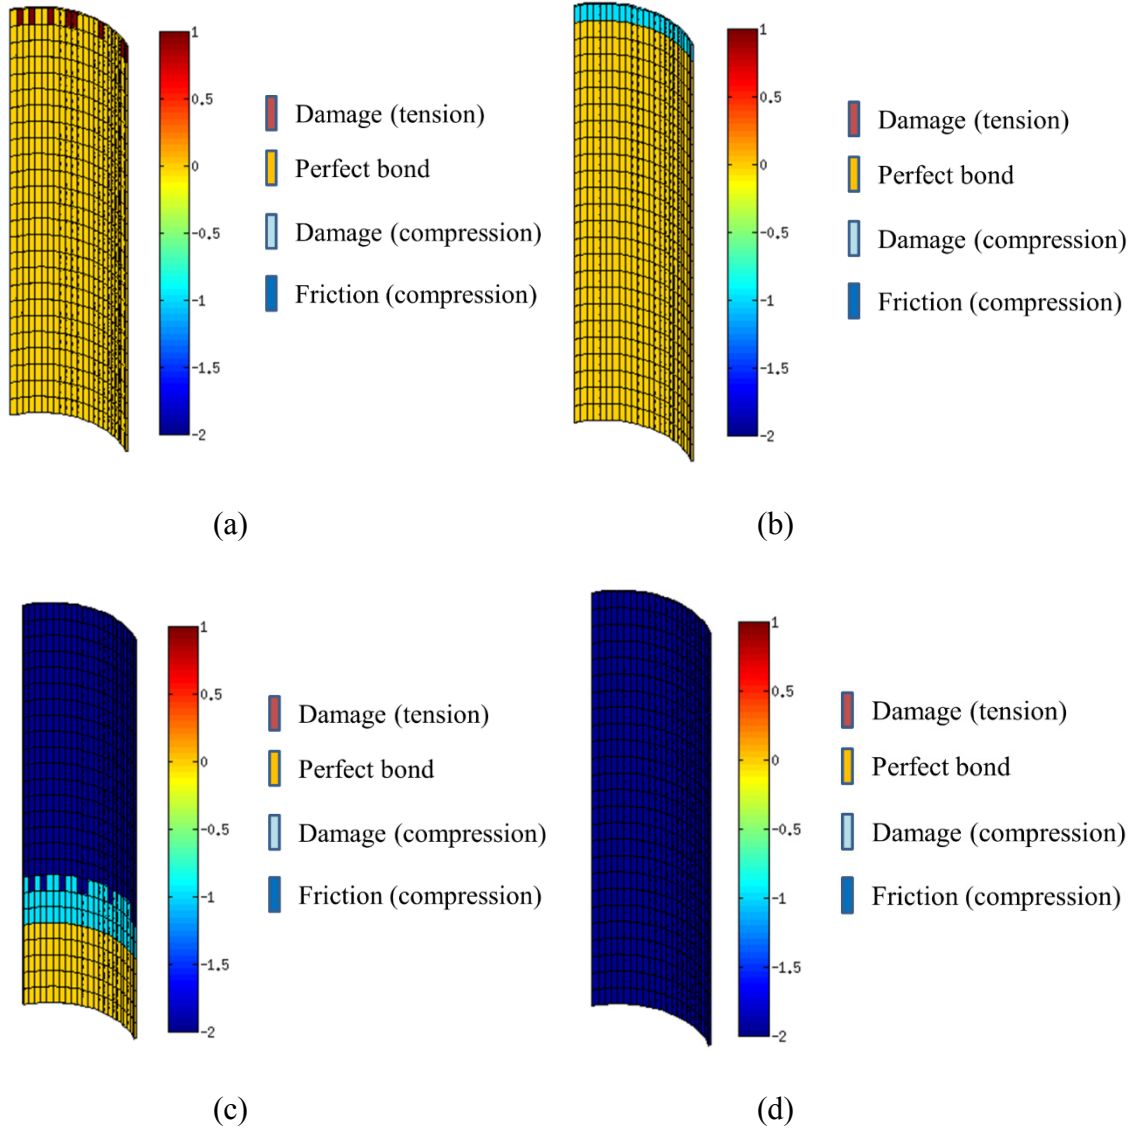 1
0.5
0
-0.5
-1
-1.5
-2
Damage (tension)
Perfect bond
Damage (compression)
Friction (compression)
(a)
1
0.5
0
-0.5
-1
-1.5
-2
Damage (tension)
Perfect bond
Damage (compression)
Friction (compression)
(b)
1
0.5
0
-0.5
-1
-1.5
-2
Damage (tension)
Perfect bond
Damage (compression)
Friction (compression)
(c)
1
0.5
0
-0.5
-1
-1.5
-2
Damage (tension)
Perfect bond
Damage (compression)
Friction (compression)
(d)